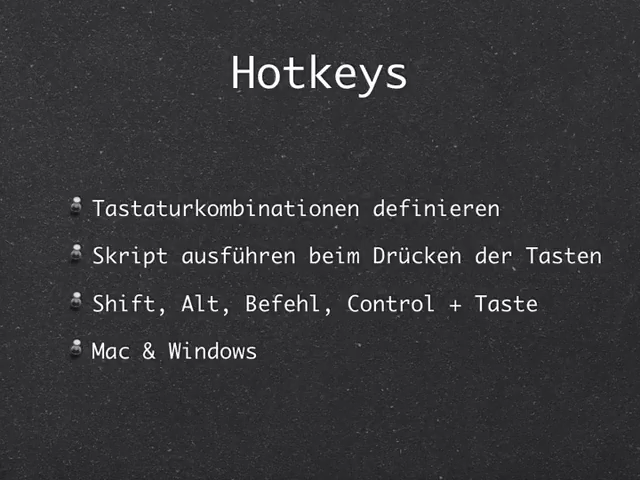 Hotkeys
Tastaturkombinationen definieren
Skript ausführen beim Drücken der Tasten
Shift, Alt, Befehl, Control + Taste
Mac & Windows